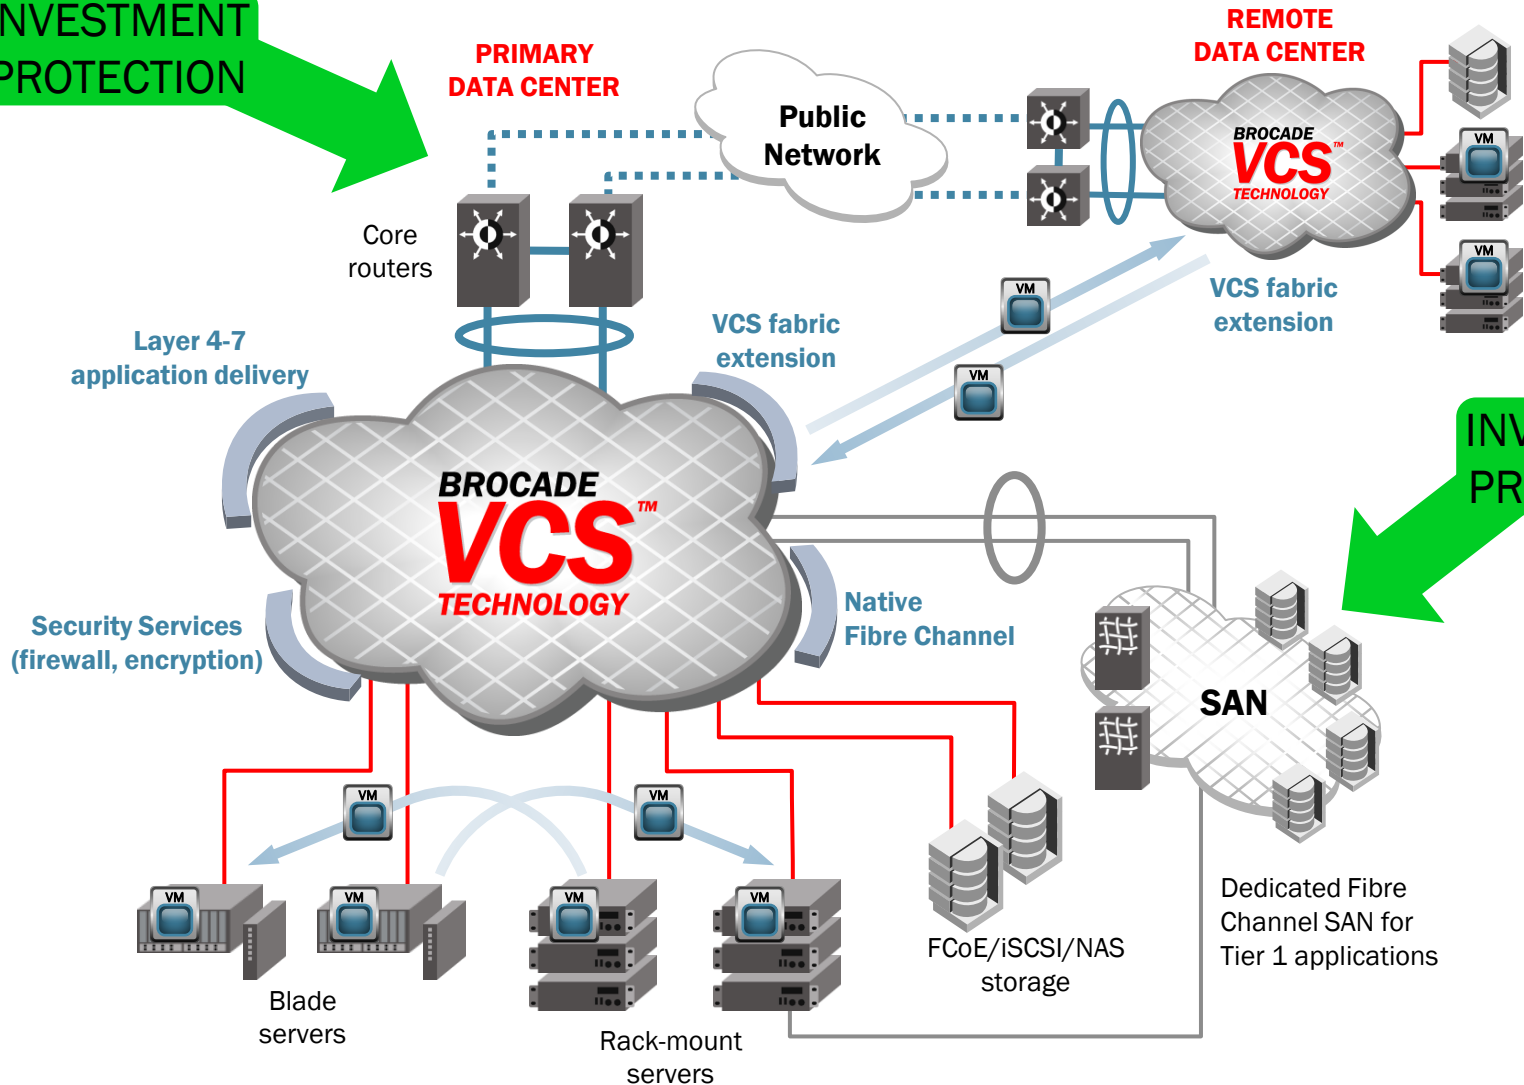 NVESTMENT
PROTECTION
PRIMARY
DATA CENTER
Public
Network
REMOTE
DATA CENTER
BROCADE
VCS™
TECHNOLOGY
VM
VM
Core
routers
Layer 4-7
application delivery
VCS fabric
extension
VM
VM
VCS fabric
extension
INV
PR
BROCADE
VCS™
TECHNOLOGY
Security Services
(firewall, encryption)
Native
Fibre Channel
SAN
VM
VM
VM
VM
VM
VM
Blade
servers
Rack-mount
servers
FCoE/iSCSI/NAS
storage
Dedicated Fibre
Channel SAN for
Tier 1 applications